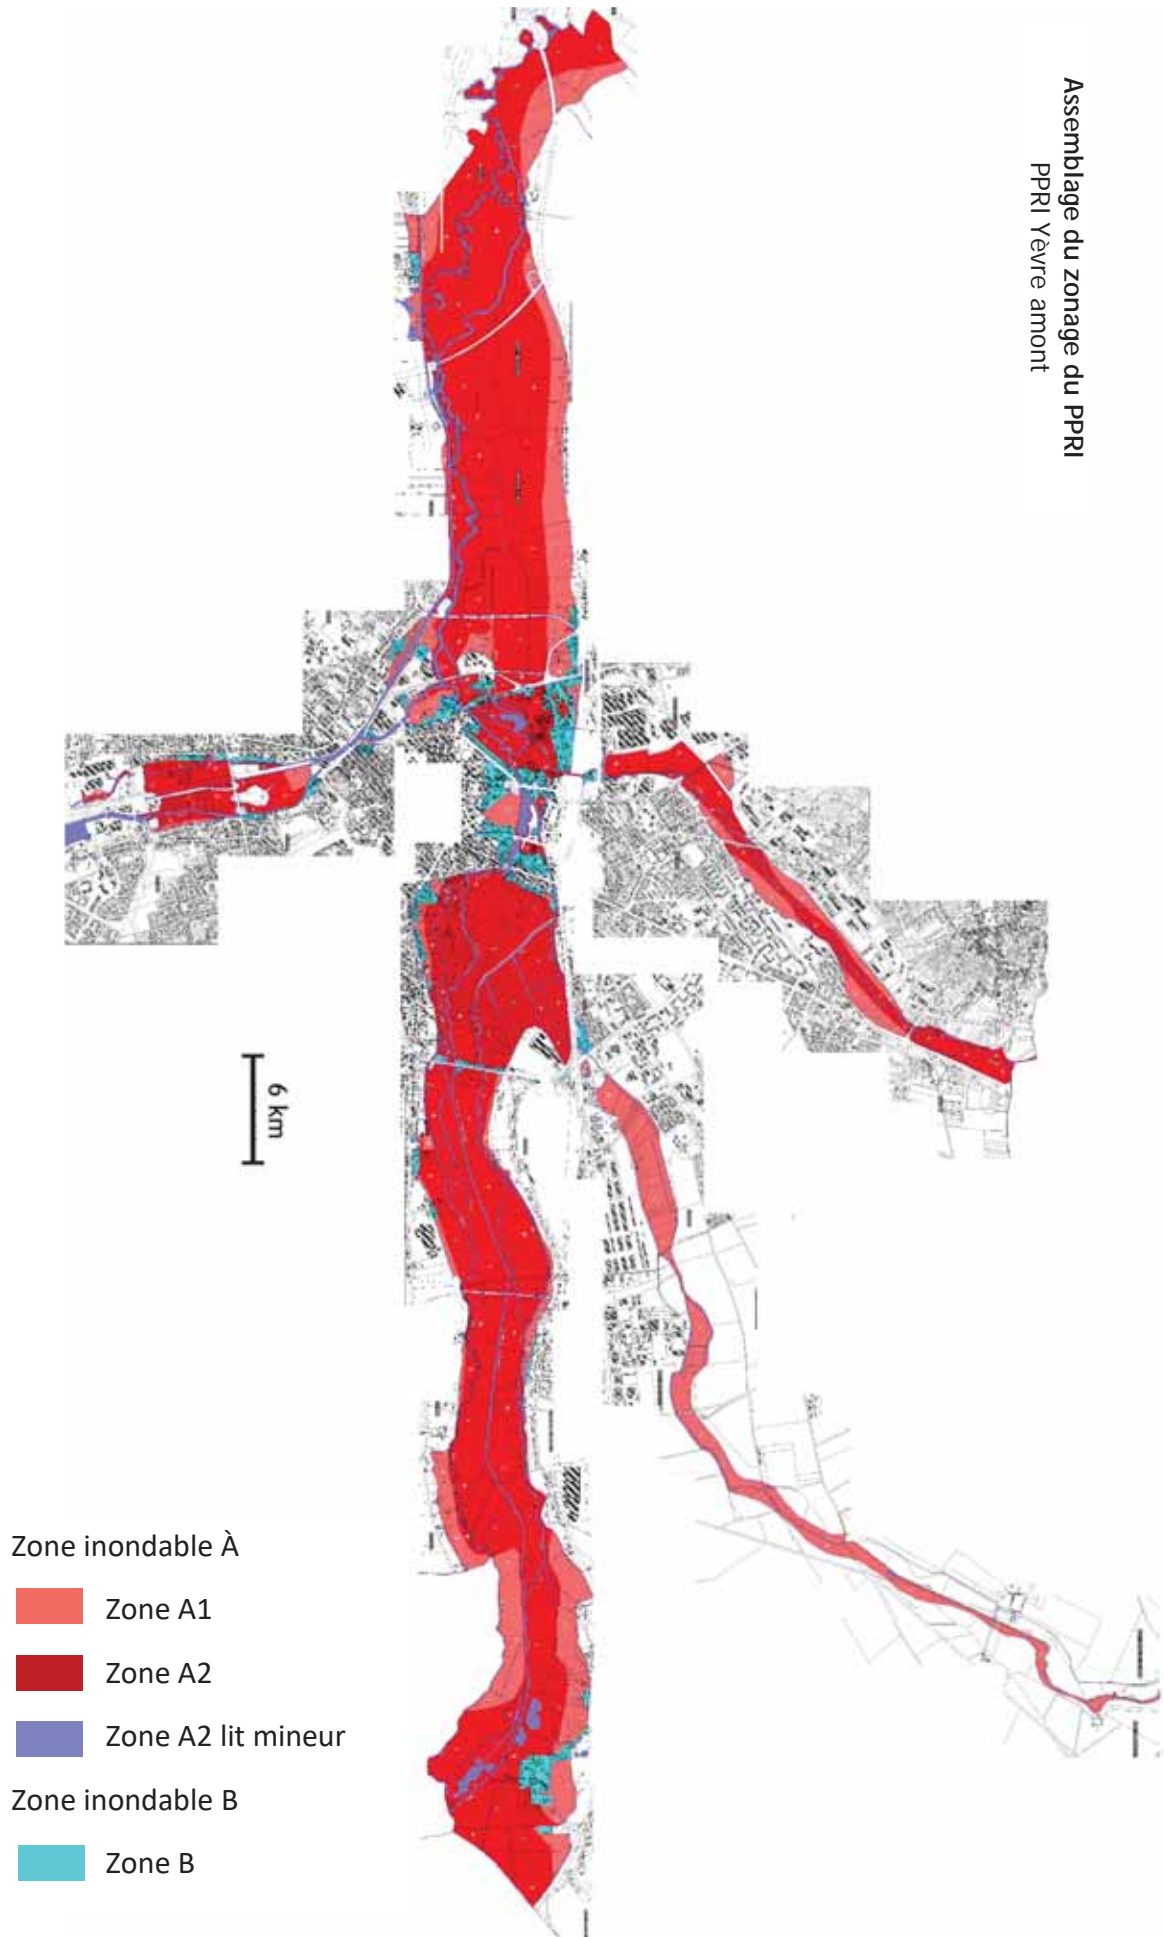 Assemblage du zonage du PPRI
PPRI Yèvre amont
6 km
Zone inondable À
Zone A1
Zone A2
Zone A2 lit mineur
Zone inondable B
Zone B